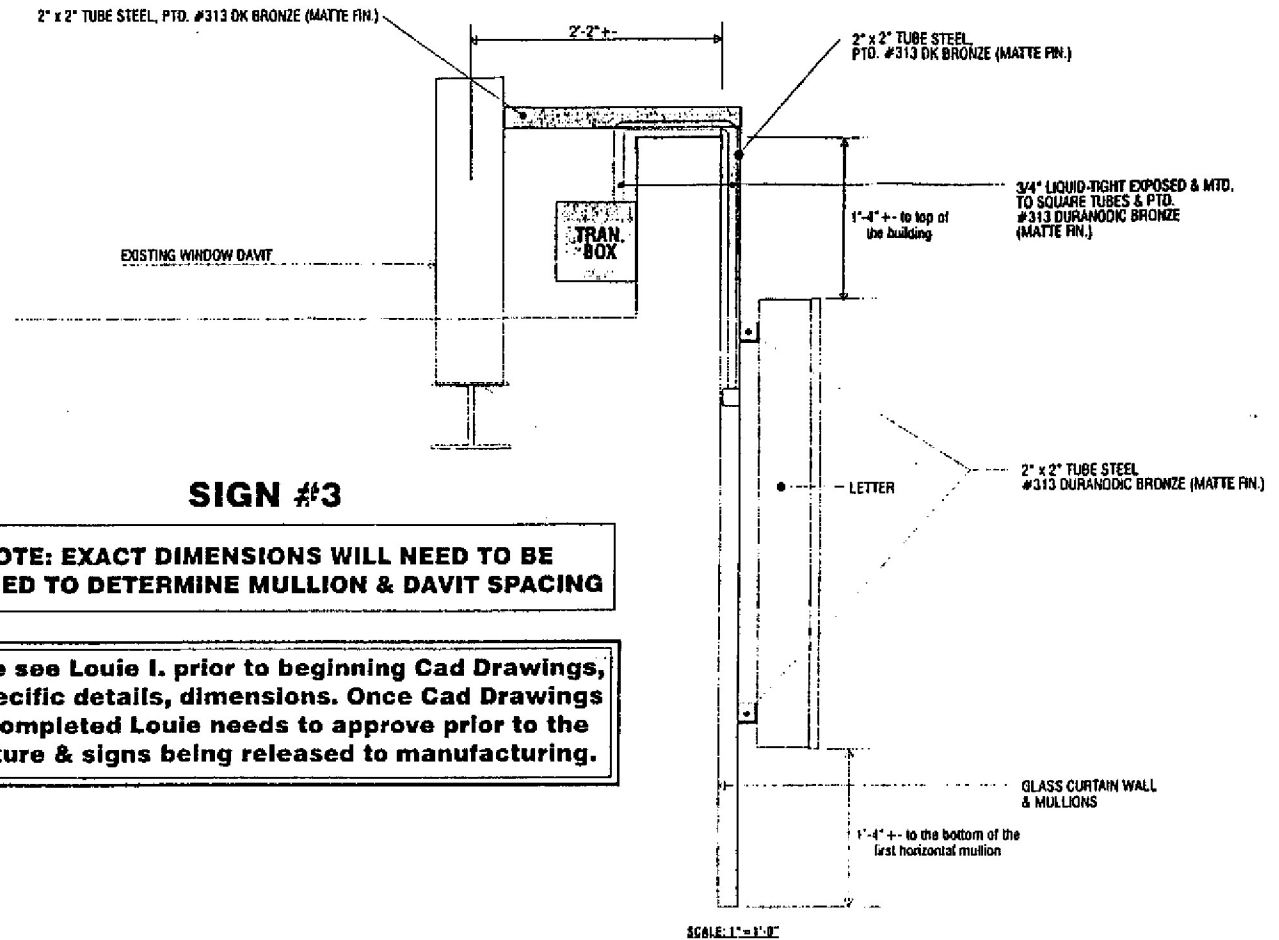 2" x 2" TUBE STEEL, PTD. #313 DK BRONZE (MATTE FIN.)
2'-2" +-
2" x 2" TUBE STEEL,
PTD. #313 DK BRONZE (MATTE FIN.)
3/4" LIQUID-TIGHT EXPOSED & MTD.
TO SQUARE TUBES & PTD.
#313 DURANODIC BRONZE
(MATTE FIN.)
1'-4" +- to top of
the building
TRAN.
BOX
EXISTING WINDOW DAVIT
2" x 2" TUBE STEEL
#313 DURANODIC BRONZE (MATTE FIN.)
LETTER
SIGN #3
OTE: EXACT DIMENSIONS WILL NEED TO BE
ED TO DETERMINE MULLION & DAVIT SPACING
e see Louie I. prior to beginning Cad Drawings,
ecific details, dimensions. Once Cad Drawings
ompleted Louie needs to approve prior to the
ture & signs being released to manufacturing.
GLASS CURTAIN WALL
& MULLIONS
1'-4" +- to the bottom of the
first horizontal mullion
SCALE: 1" = 1'-0"